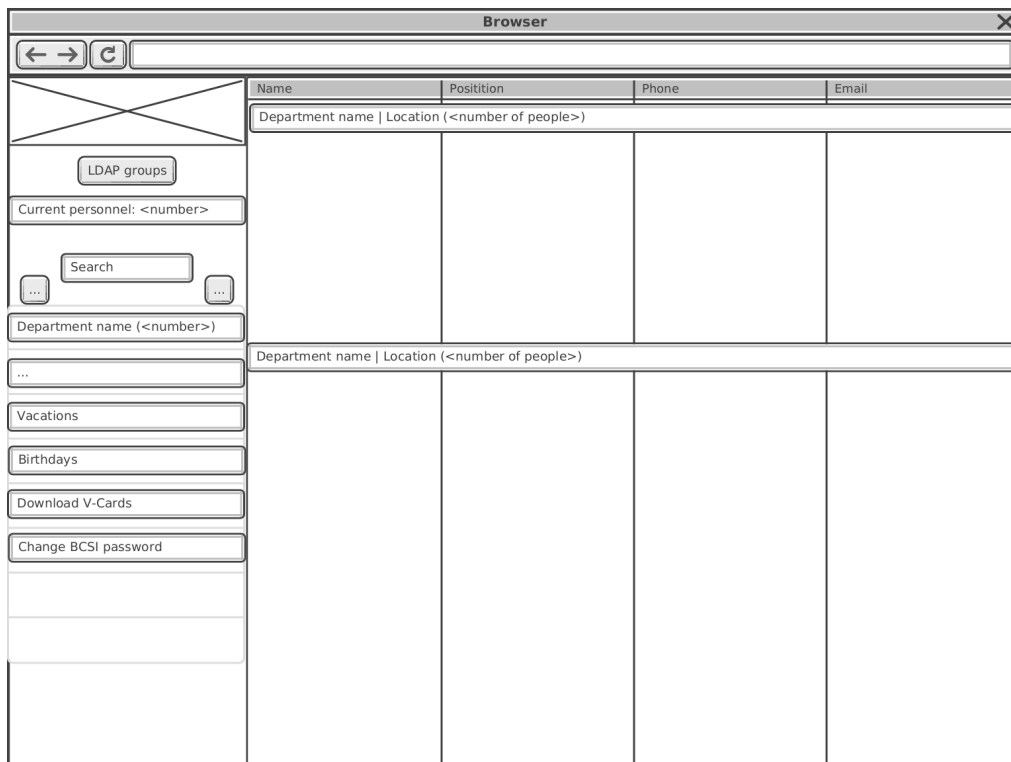 Browser
Name Positition Phone Email
Department name | Location (<number of people>)
LDAP groups
Current personnel: <number>
Search
... ...
Department name (<number>)
Department name | Location (<number of people>)
...
Vacations
Birthdays
Download V-Cards
Change BCSI password